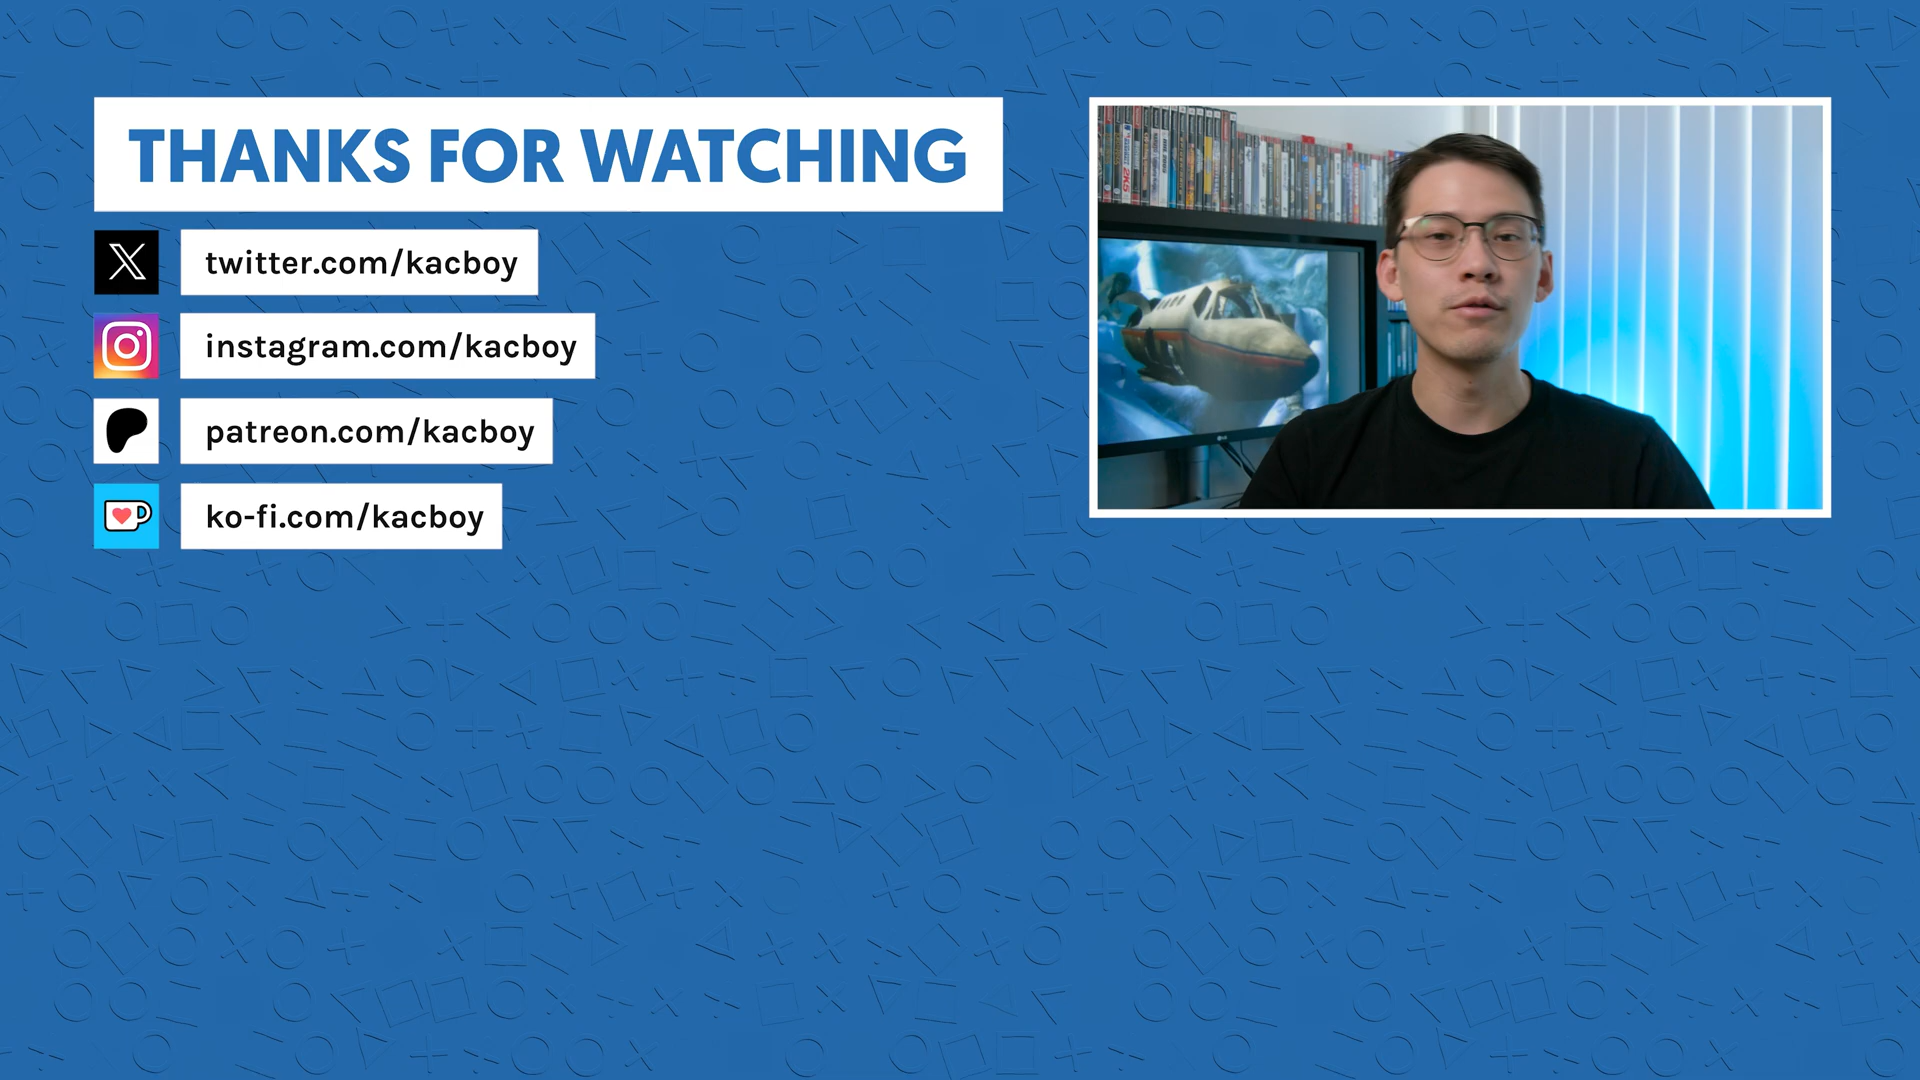 THANKS FOR WATCHING
twitter.com/kacboy
instagram.com/kacboy
patreon.com/kacboy
ko-fi.com/kacboy